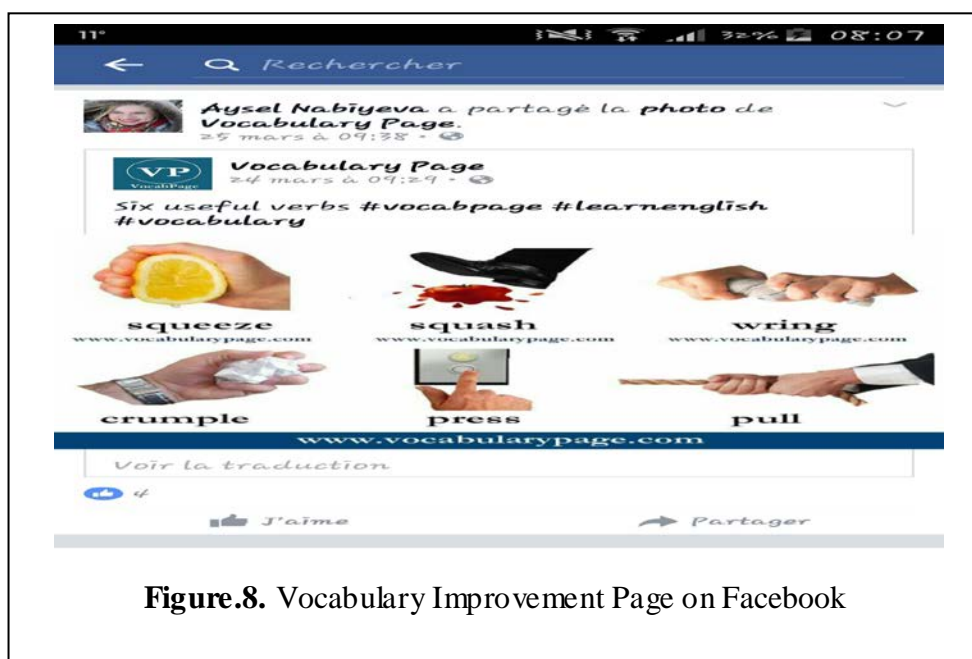 11°
32% 08:07
Rechercher
Aysel Nabiyeva a partagé la photo de
Vocabulary Page.
25 mars à 09:38
VP
VocabPage
Vocabulary Page
24 mars à 09:29
Six useful verbs #vocabpage #learnenglish
#vocabulary
squeeze squash wring
www.vocabularypage.com www.vocabularypage.com www.vocabularypage.com
crumple press pull
www.vocabularypage.com
Voir la traduction
4
J'aime Partager
Figure.8. Vocabulary Improvement Page on Facebook